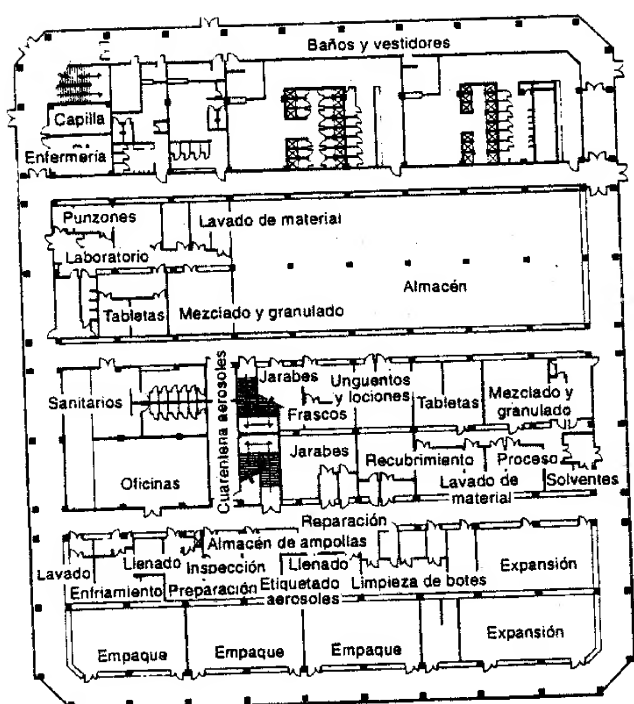 Baños y vestidores
Capilla
Enfermería
Punzones
Lavado de material
Laboratorio
Almacén
Tabletas
Mezclado y granulado
Sanitarios
Oficinas
Cuarentena aerosoles
Jarabes
Frascos
Unguentos
y lociones
Tabletas
Mezclado y
granulado
Jarabes
Recubrimiento
Proceso
Lavado de
material
Solventes
Reparación
Almacén de ampollas
Lavado
Llenado
Inspección
Llenado
Expansión
Enfriamiento
Preparación
Etiquetado
aerosoles
Limpieza de botes
Empaque
Empaque
Empaque
Expansión